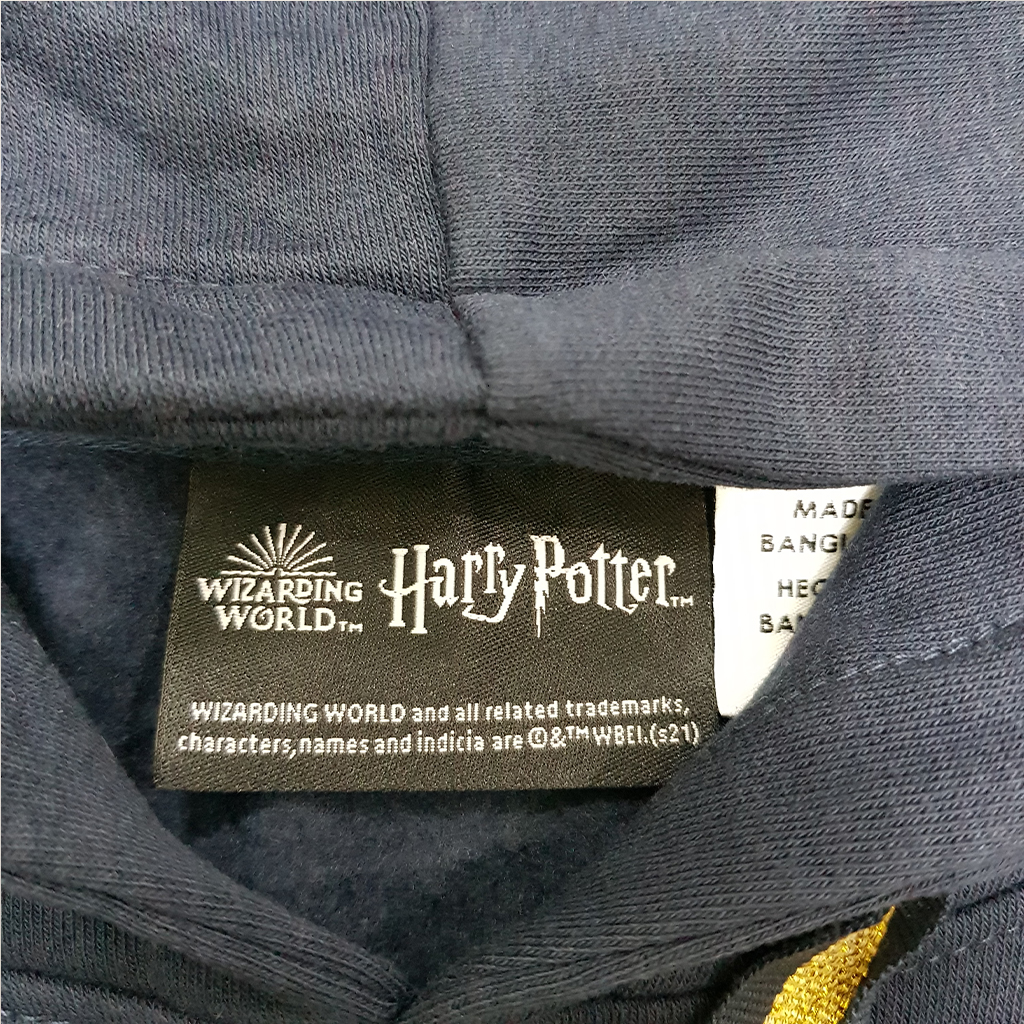 WIZARDING
WORLD™
Harry Potter™
WIZARDING WORLD and all related trademarks,
characters, names and indicia are ©&™ WBEI. (s21)
MADE